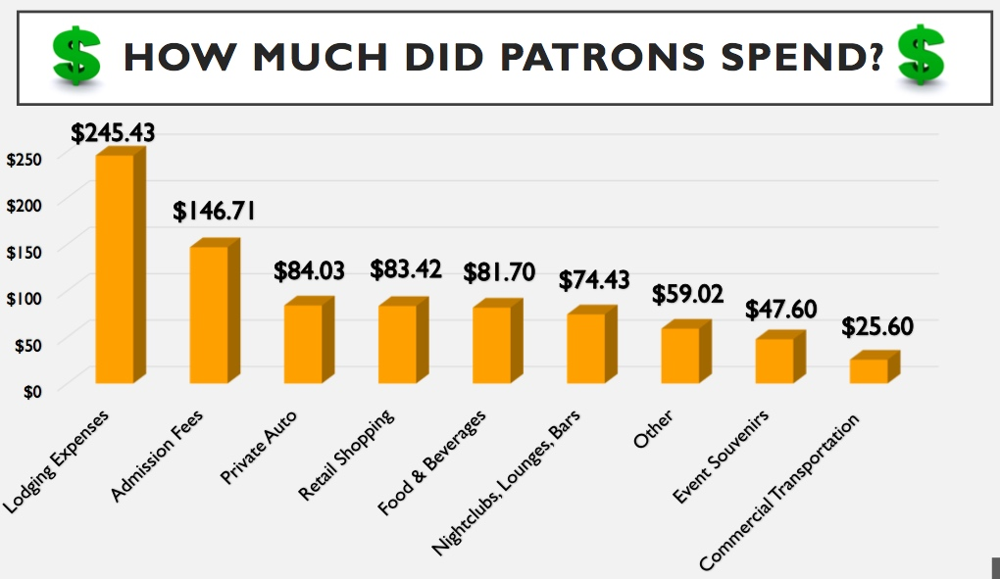 $ HOW MUCH DID PATRONS SPEND? $
$245.43
$146.71
$84.03
$83.42
$81.70
$74.43
$59.02
$47.60
$25.60
$250
$200
$150
$100
$50
$0
Lodging Expenses
Admission Fees
Private Auto
Retail Shopping
Food & Beverages
Nightclubs, Lounges, Bars
Other
Event Souvenirs
Commercial Transportation